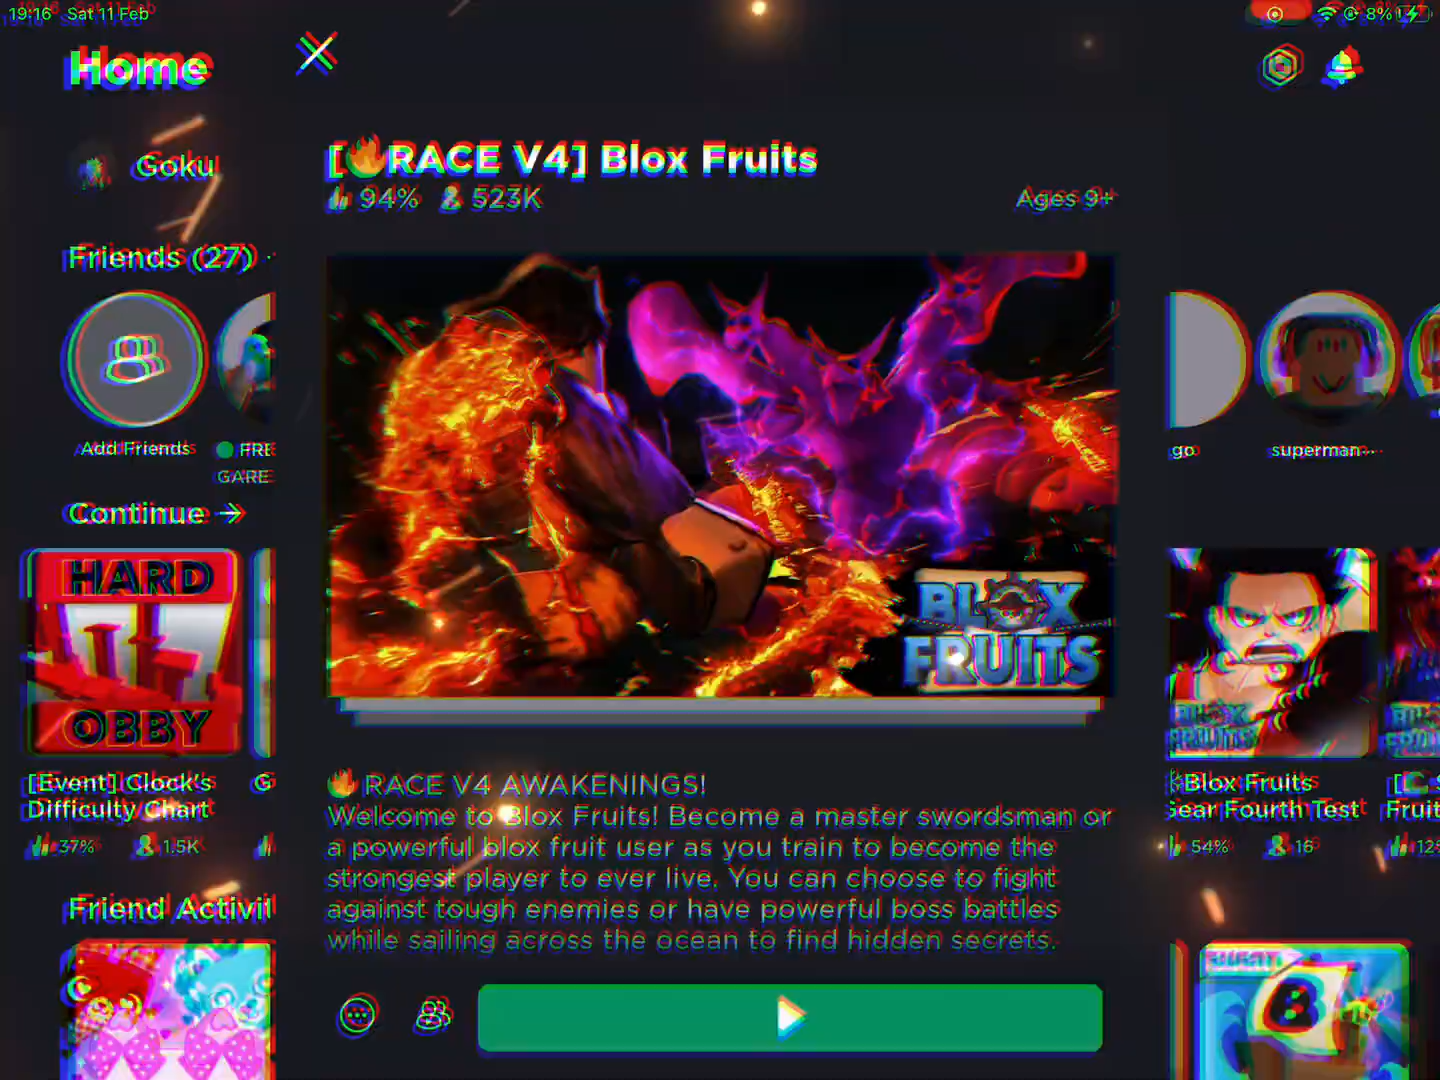 19:16 Sat 11 Feb
8%
Home
[🔥RACE V4] Blox Fruits
94% 523K
Ages 9+
Goku
Friends (27)
Add Friends
FRE
GARE
go
superman...
Continue →
HARD
OBBY
BLOX
FRUITS
BLOX
FRUITS
[Event] Clock's
Difficulty Chart
37% 1.5K
G
🔥 RACE V4 AWAKENINGS!
Welcome to Blox Fruits! Become a master swordsman or
a powerful blox fruit user as you train to become the
strongest player to ever live. You can choose to fight
against tough enemies or have powerful boss battles
while sailing across the ocean to find hidden secrets.
Blox Fruits
Gear Fourth Test
54% 16
Fruit
Friend Activit